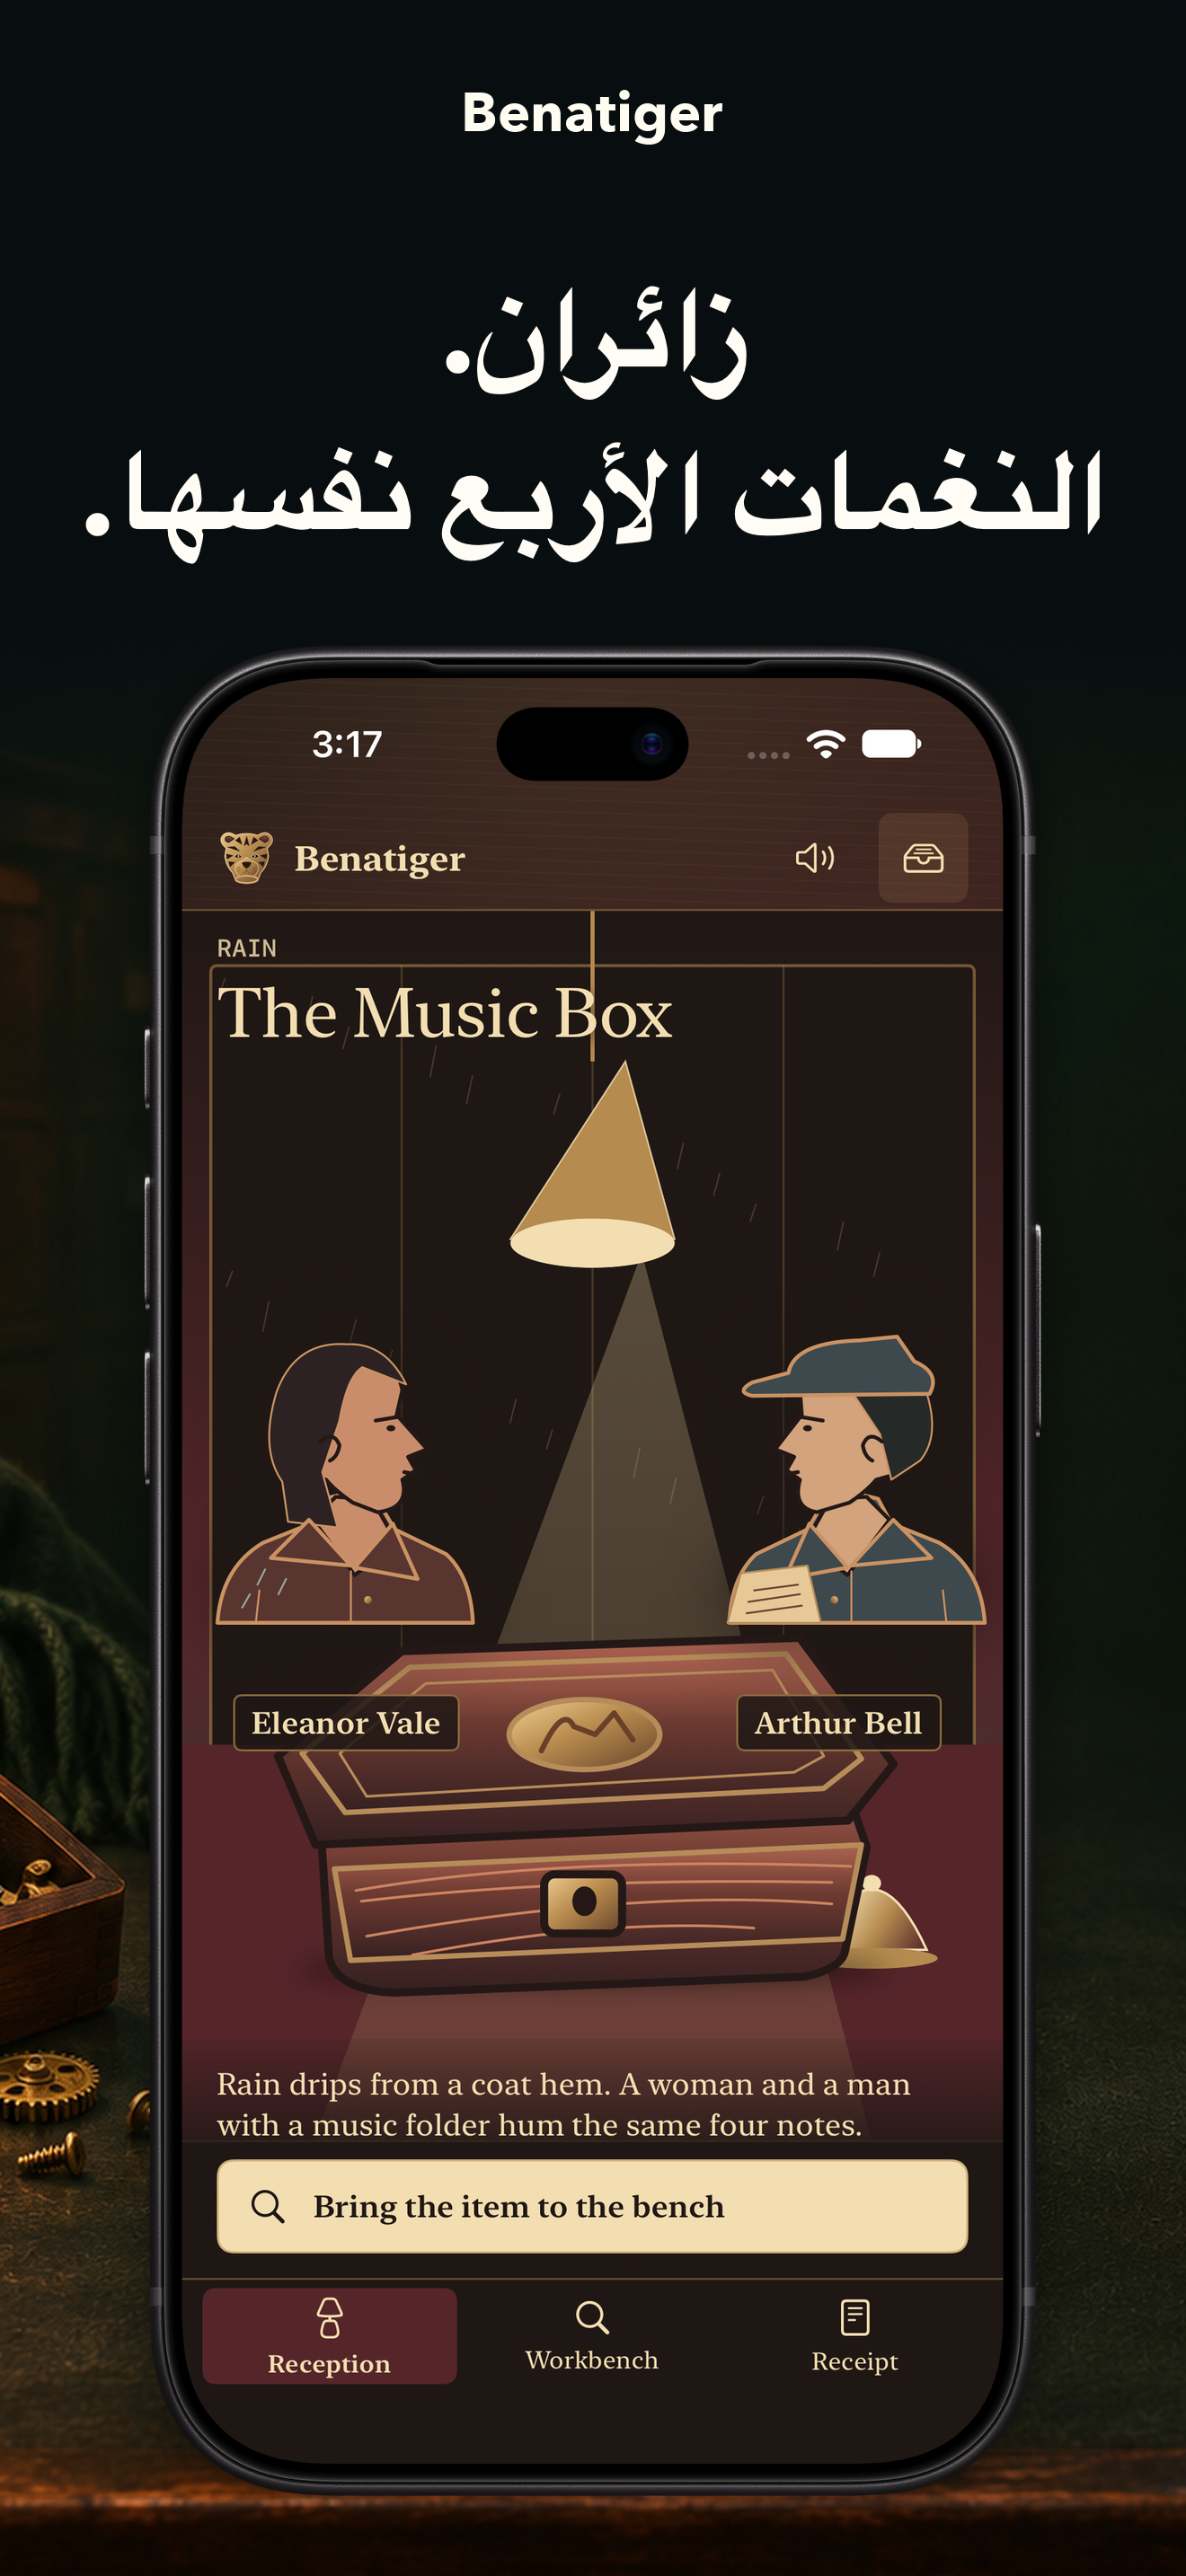 Benatiger
زائران.
النغمات الأربع نفسها.
3:17
Benatiger
RAIN
The Music Box
Eleanor Vale
Arthur Bell
Rain drips from a coat hem. A woman and a man
with a music folder hum the same four notes.
Bring the item to the bench
Reception
Workbench
Receipt